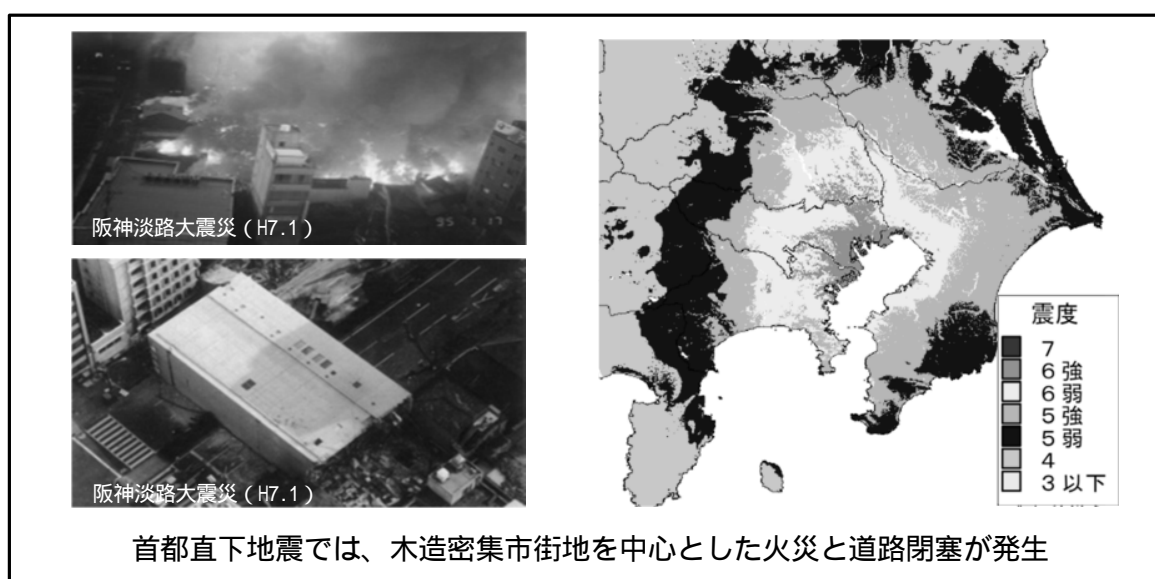 阪神淡路大震災（H7.1）
95 1 17
阪神淡路大震災（H7.1）
震度
7
6強
6弱
5強
5弱
4
3以下
首都直下地震では、木造密集市街地を中心とした火災と道路閉塞が発生